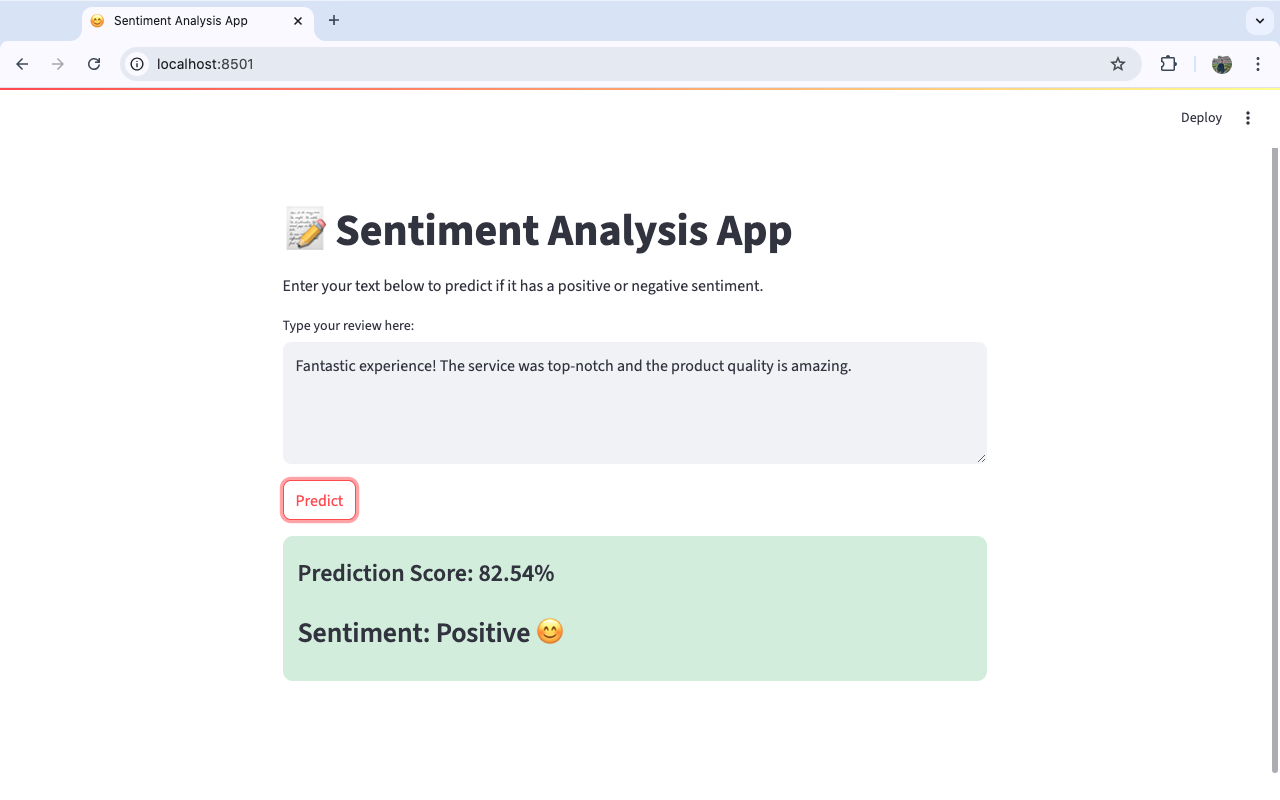 Sentiment Analysis App
localhost:8501
Deploy
Sentiment Analysis App
Enter your text below to predict if it has a positive or negative sentiment.
Type your review here:
Fantastic experience! The service was top-notch and the product quality is amazing.
Predict
Prediction Score: 82.54%
Sentiment: Positive 😊